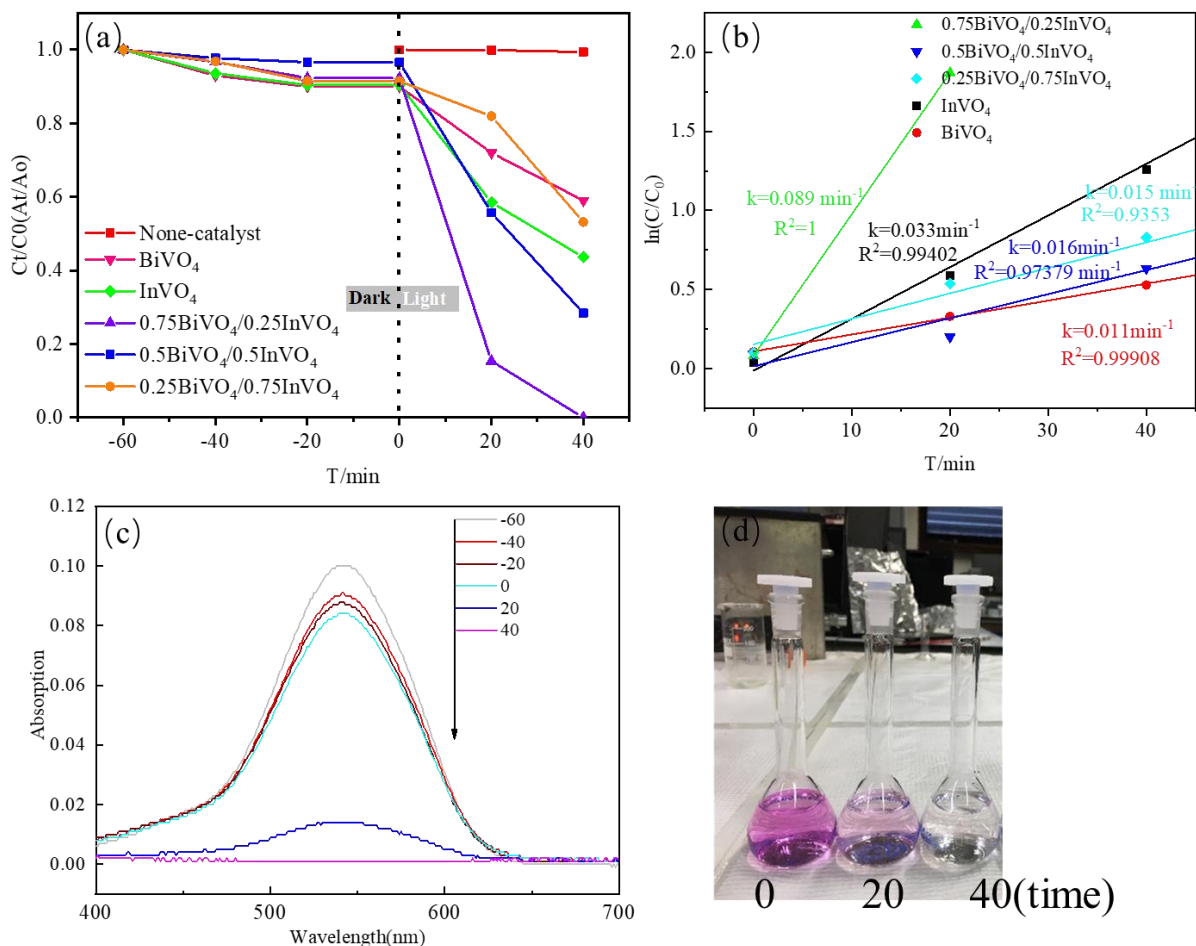 (a)
1.0
0.8
0.6
0.4
0.2
0.0
Ct/C0(At/Ao)
None-catalyst
BiVO₄
InVO₄
0.75BiVO₄/0.25InVO₄
0.5BiVO₄/0.5InVO₄
0.25BiVO₄/0.75InVO₄
Dark Light
-60 -40 -20 0 20 40
T/min
(b)
2.0
1.5
1.0
0.5
0.0
ln(C/C₀)
0.75BiVO₄/0.25InVO₄
0.5BiVO₄/0.5InVO₄
0.25BiVO₄/0.75InVO₄
InVO₄
BiVO₄
k=0.089 min⁻¹
R²=1
k=0.033min⁻¹
R²=0.99402
k=0.015 min
R²=0.9353
k=0.016min⁻¹
R²=0.97379 min⁻¹
k=0.011min⁻¹
R²=0.99908
0 10 20 30 40
T/min
(c)
0.12
0.10
0.08
0.06
0.04
0.02
0.00
Absorption
-60
-40
-20
0
20
40
400 500 600 700
Wavelength(nm)
(d)
0 20 40(time)